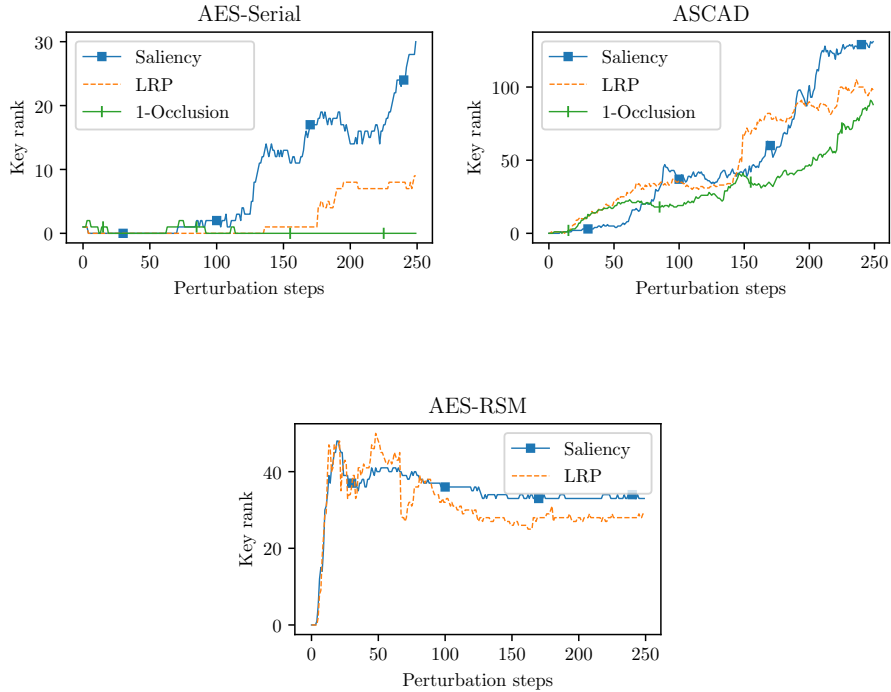 AES-Serial
30
20
10
0
Key rank
Saliency
LRP
1-Occlusion
0 50 100 150 200 250
Perturbation steps
ASCAD
100
50
0
Key rank
Saliency
LRP
1-Occlusion
0 50 100 150 200 250
Perturbation steps
AES-RSM
40
20
0
Key rank
Saliency
LRP
0 50 100 150 200 250
Perturbation steps